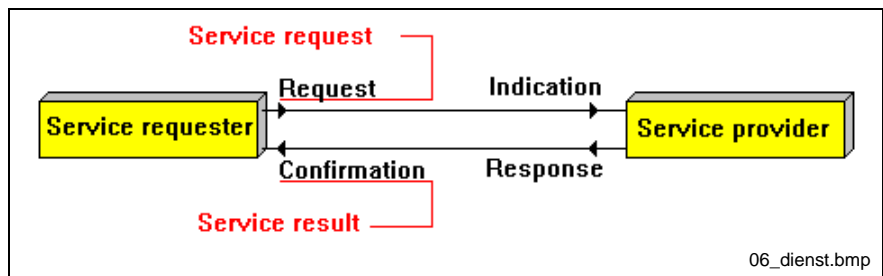 Service request
Request
Indication
Service requester
Service provider
Confirmation
Response
Service result
06_dienst.bmp